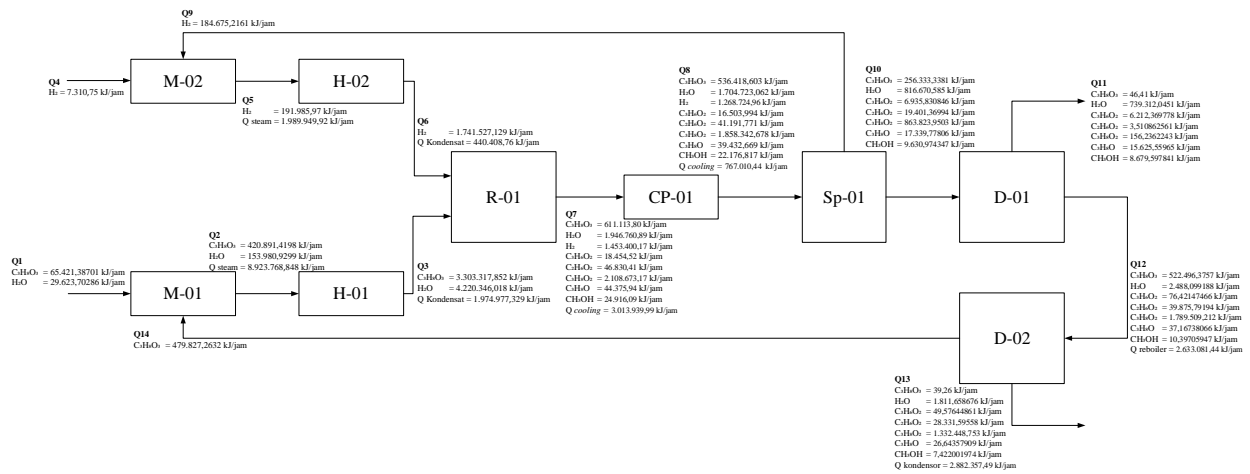 Q9
H₂ = 184.675,2161 kJ/jam
M-02
H-02
Q4
H₂ = 7.310,75 kJ/jam
Q5
H₂ = 191.985,97 kJ/jam
Q steam = 1.989.949,92 kJ/jam
Q6
H₂ = 1.741.527,129 kJ/jam
Q Kondensat = 440.408,76 kJ/jam
R-01
CP-01
Q8
C₃H₈O₃ = 536.418,603 kJ/jam
H₂O = 1.704.723,062 kJ/jam
H₂ = 1.268.724,96 kJ/jam
C₃H₆O₂ = 16.503,994 kJ/jam
C₂H₆O₂ = 41.191,771 kJ/jam
C₃H₈O₂ = 1.858.342,678 kJ/jam
C₃H₈O = 39.432,669 kJ/jam
CH₃OH = 22.176,817 kJ/jam
Q cooling = 767.010,44 kJ/jam
Sp-01
Q10
C₃H₈O₃ = 256.333,3381 kJ/jam
H₂O = 816.670,585 kJ/jam
C₃H₆O₂ = 6.935,830846 kJ/jam
C₂H₆O₂ = 19.401,36994 kJ/jam
C₃H₈O₂ = 863.823,9503 kJ/jam
C₃H₈O = 17.339,77806 kJ/jam
CH₃OH = 9.630,974347 kJ/jam
D-01
Q11
C₃H₈O₃ = 46,41 kJ/jam
H₂O = 739.312,0451 kJ/jam
C₃H₆O₂ = 6.212,369778 kJ/jam
C₂H₆O₂ = 3,510862561 kJ/jam
C₃H₈O₂ = 156,2362243 kJ/jam
C₃H₈O = 15.625,55965 kJ/jam
CH₃OH = 8.679,597841 kJ/jam
Q1
C₃H₈O₃ = 65.421,38701 kJ/jam
H₂O = 29.623,70286 kJ/jam
M-01
Q2
C₃H₈O₃ = 420.891,4198 kJ/jam
H₂O = 153.980,9299 kJ/jam
Q steam = 8.923.768,848 kJ/jam
H-01
Q3
C₃H₈O₃ = 3.303.317,852 kJ/jam
H₂O = 4.220.346,018 kJ/jam
Q Kondensat = 1.974.977,329 kJ/jam
Q7
C₃H₈O₃ = 611.113,80 kJ/jam
H₂O = 1.946.760,89 kJ/jam
H₂ = 1.453.400,17 kJ/jam
C₃H₆O₂ = 18.454,52 kJ/jam
C₂H₆O₂ = 46.830,41 kJ/jam
C₃H₈O₂ = 2.108.673,17 kJ/jam
C₃H₈O = 44.375,94 kJ/jam
CH₃OH = 24.916,09 kJ/jam
Q cooling = 3.013.939,99 kJ/jam
Q12
C₃H₈O₃ = 522.496,3757 kJ/jam
H₂O = 2.488,099188 kJ/jam
C₃H₆O₂ = 76,42147466 kJ/jam
C₂H₆O₂ = 39.875,79194 kJ/jam
C₃H₈O₂ = 1.789.509,212 kJ/jam
C₃H₈O = 37,16738066 kJ/jam
CH₃OH = 10,39705947 kJ/jam
Q reboiler = 2.633.081,44 kJ/jam
D-02
Q14
C₃H₈O₃ = 479.827,2632 kJ/jam
Q13
C₃H₈O₃ = 39,26 kJ/jam
H₂O = 1.811,658676 kJ/jam
C₃H₆O₂ = 49,57644861 kJ/jam
C₂H₆O₂ = 28.331,59558 kJ/jam
C₃H₈O₂ = 1.332.448,753 kJ/jam
C₃H₈O = 26,64357909 kJ/jam
CH₃OH = 7,422001974 kJ/jam
Q kondensor = 2.882.357,49 kJ/jam